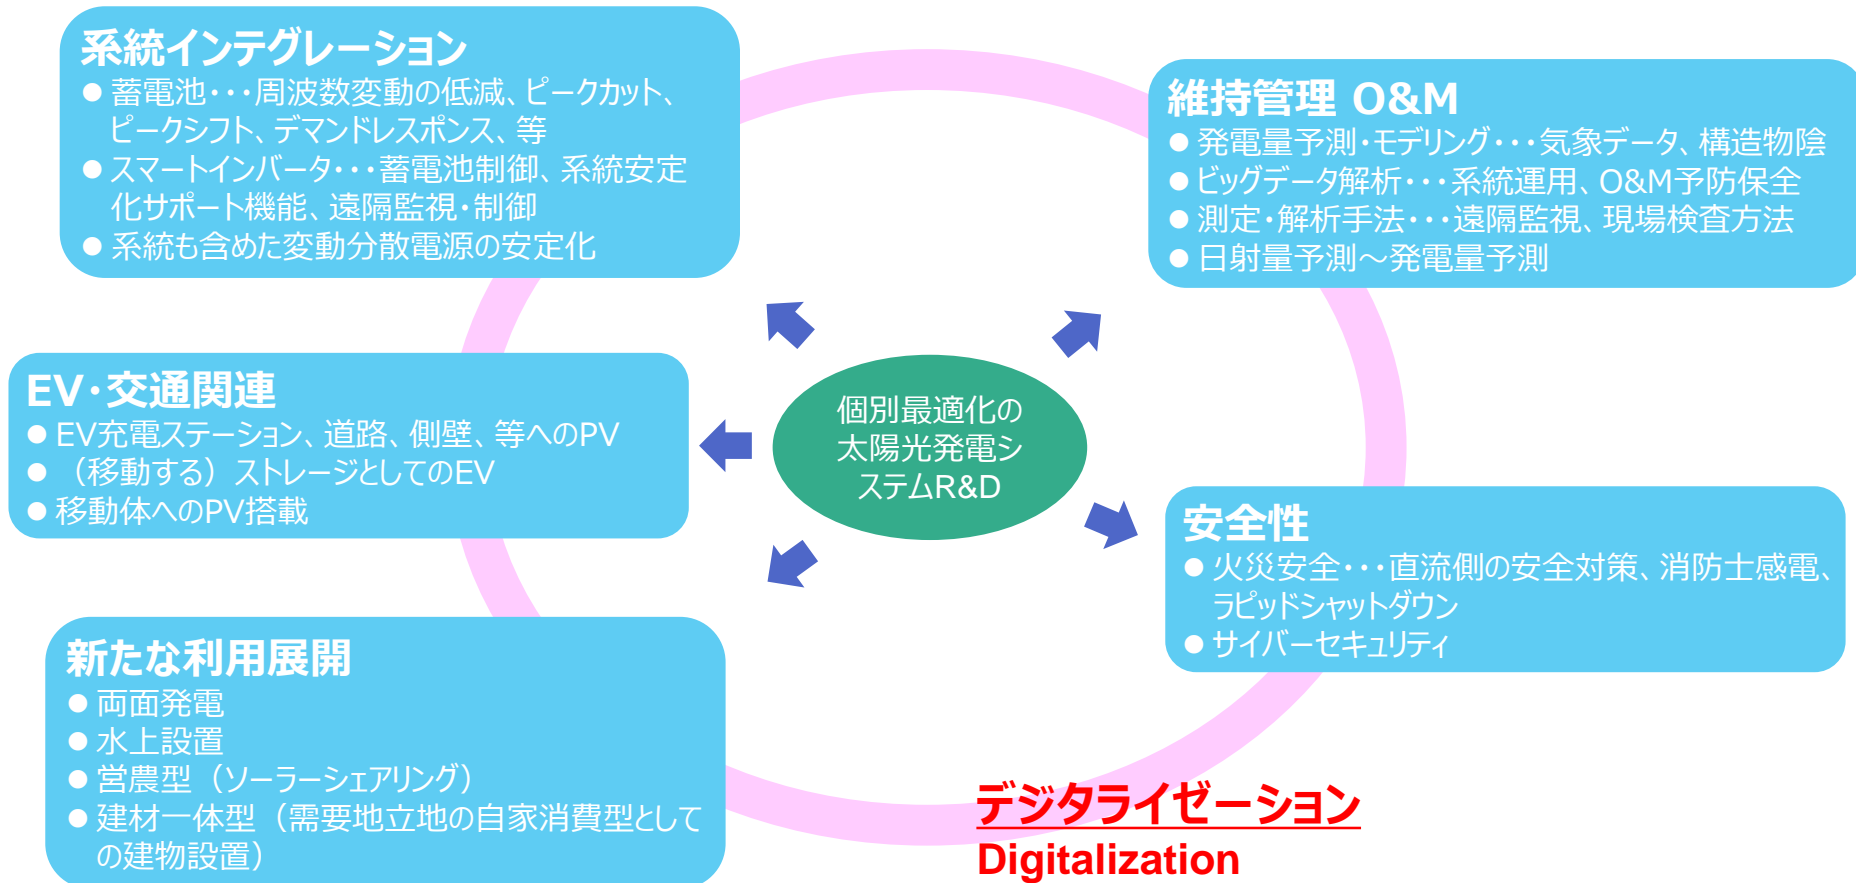 系統インテグレーション
● 蓄電池・・・周波数変動の低減、ピークカット、
ピークシフト、デマンドレスポンス、等
● スマートインバータ・・・蓄電池制御、系統安定
化サポート機能、遠隔監視・制御
● 系統も含めた変動分散電源の安定化
維持管理 O&M
● 発電量予測・モデリング・・・気象データ、構造物陰
● ビッグデータ解析・・・系統運用、O&M予防保全
● 測定・解析手法・・・遠隔監視、現場検査方法
● 日射量予測～発電量予測
EV・交通関連
● EV充電ステーション、道路、側壁、等へのPV
● （移動する）ストレージとしてのEV
● 移動体へのPV搭載
個別最適化の
太陽光発電シ
ステムR&D
安全性
● 火災安全・・・直流側の安全対策、消防士感電、
ラピッドシャットダウン
● サイバーセキュリティ
新たな利用展開
● 両面発電
● 水上設置
● 営農型（ソーラーシェアリング）
● 建材一体型（需要地立地の自家消費型として
の建物設置）
デジタライゼーション
Digitalization